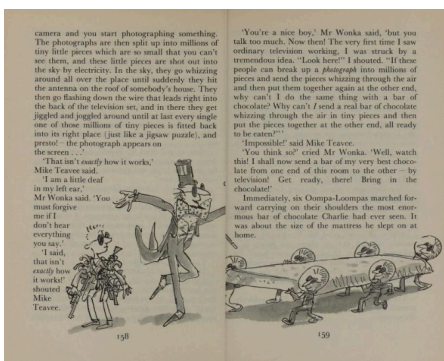 camera and you start photographing something.
The photographs are then split up into millions of
tiny little pieces which are so small that you can't
see them, and these little pieces are shot out into
the sky by electricity. In the sky, they go whizzing
around all over the place until suddenly they hit
the antenna on the roof of somebody's house. They
then go flashing down the wire that leads right into
the back of the television set, and in there they get
jiggled and joggled around until at last every single
one of those millions of tiny pieces is fitted back
into its right place (just like a jigsaw puzzle), and
presto! – the photograph appears on
the screen . . .'
'That isn't exactly how it works,'
Mike Teavee said.
'I am a little deaf
in my left ear,'
Mr Wonka said. 'You
must forgive
me if I
don't hear
everything
you say.'
'I said,
that isn't
exactly how
it works!'
shouted
Mike
Teavee.
158
'You're a nice boy,' Mr Wonka said, 'but you
talk too much. Now then! The very first time I saw
ordinary television working, I was struck by a
tremendous idea. "Look here!" I shouted. "If these
people can break up a photograph into millions of
pieces and send the pieces whizzing through the air
and then put them together again at the other end,
why can't I do the same thing with a bar of
chocolate? Why can't I send a real bar of chocolate
whizzing through the air in tiny pieces and then
put the pieces together at the other end, all ready
to be eaten?"'
'Impossible!' said Mike Teavee.
'You think so?' cried Mr Wonka. 'Well, watch
this! I shall now send a bar of my very best choco-
late from one end of this room to the other – by
television! Get ready, there! Bring in the
chocolate!'
Immediately, six Oompa-Loompas marched for-
ward carrying on their shoulders the most enor-
mous bar of chocolate Charlie had ever seen. It
was about the size of the mattress he slept on at
home.
159